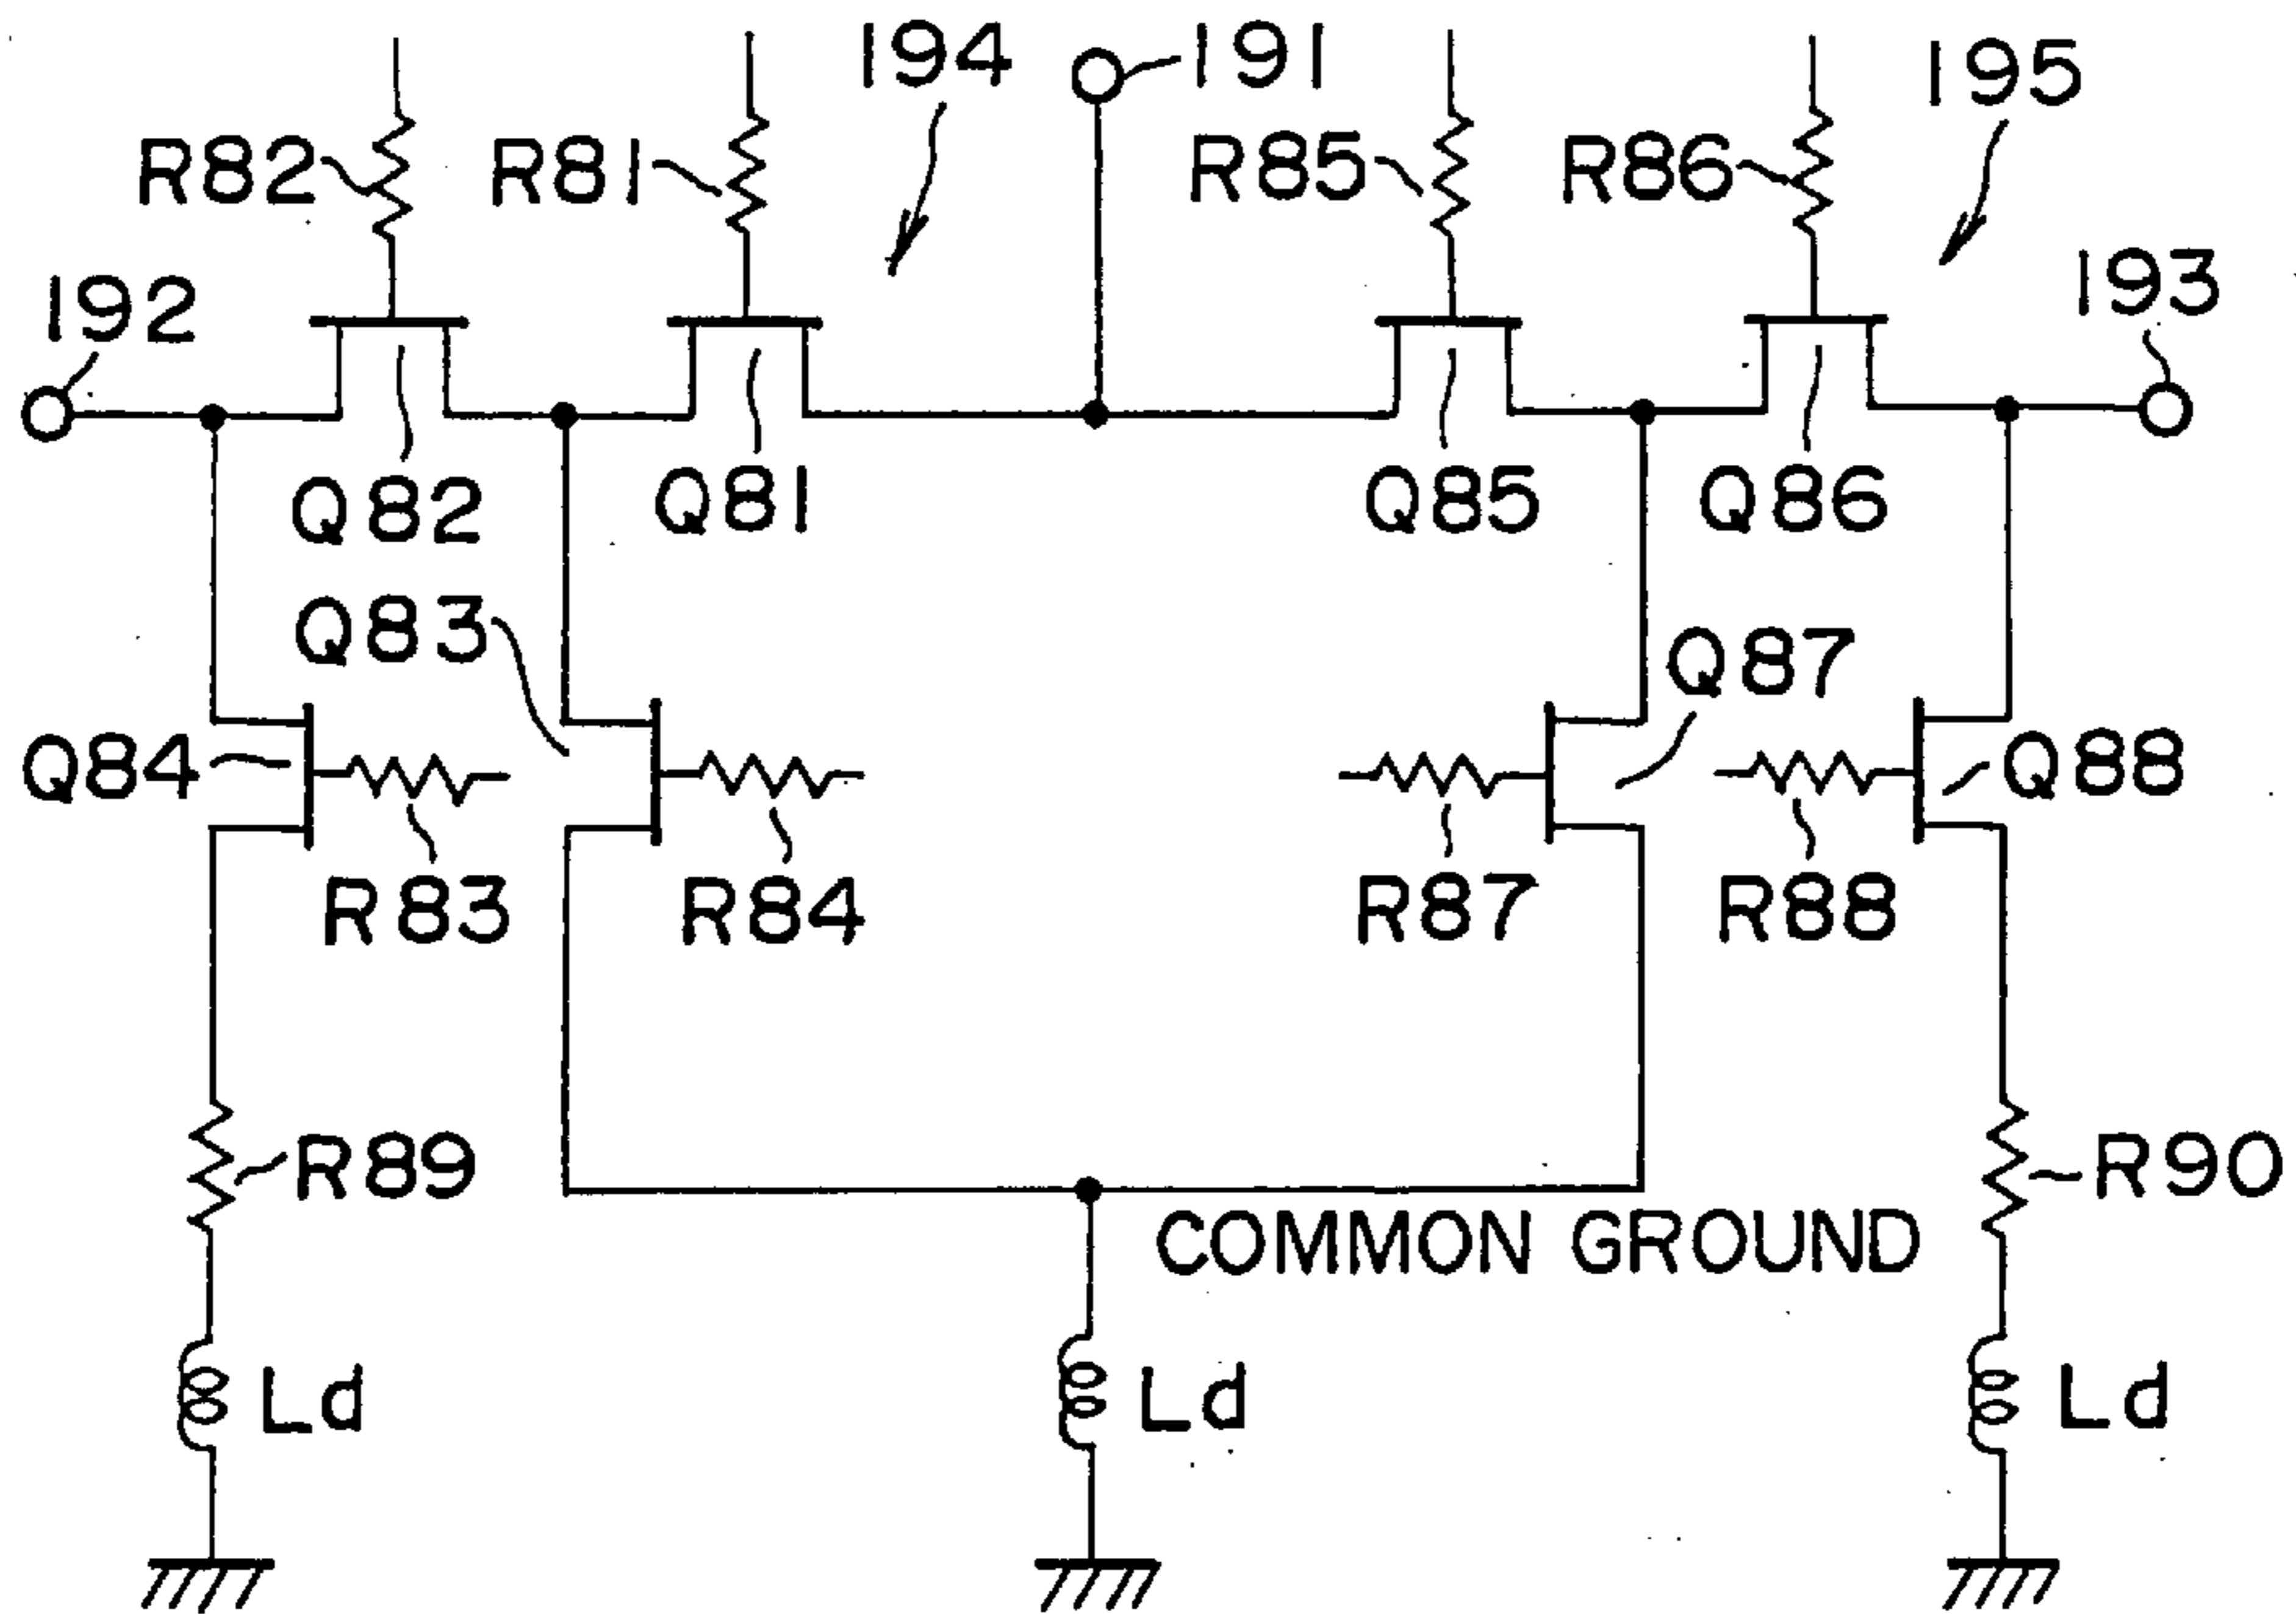 194
191
195
R82
R81
R85
R86
192
193
Q82
Q81
Q85
Q86
Q83
Q87
Q84
Q88
R83
R84
R87
R88
R89
R90
COMMON GROUND
Ld
Ld
Ld